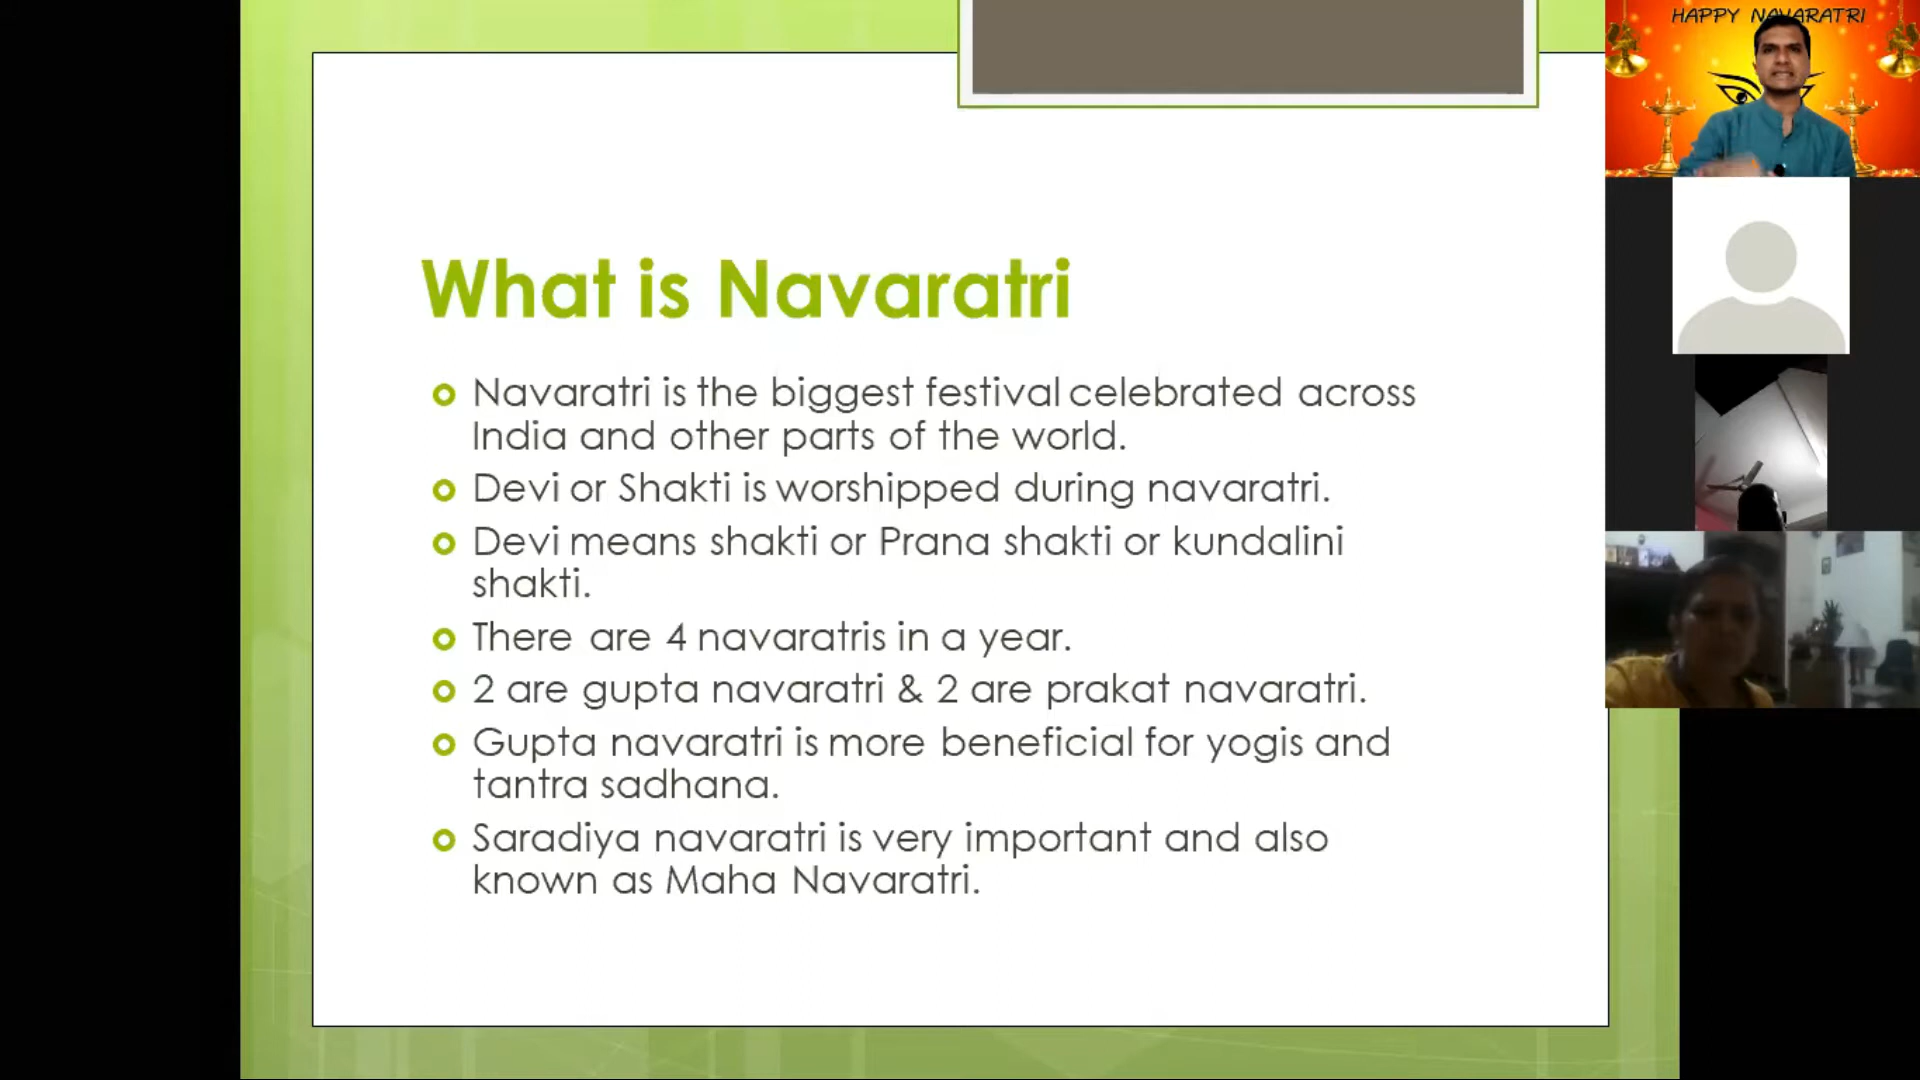 HAPPY NAVARATRI
What is Navaratri
Navaratri is the biggest festival celebrated across
India and other parts of the world.
Devi or Shakti is worshipped during navaratri.
Devi means shakti or Prana shakti or kundalini
shakti.
There are 4 navaratris in a year.
2 are gupta navaratri & 2 are prakat navaratri.
Gupta navaratri is more beneficial for yogis and
tantra sadhana.
Saradiya navaratri is very important and also
known as Maha Navaratri.